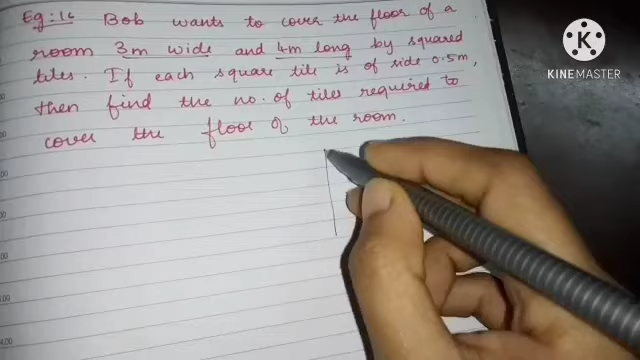 Eg:16 Bob wants to cover the floor of a
room 3m wide and 4m long by squared
tiles. If each square tile is of side 0.5m,
then find the no. of tiles required to
cover the floor of the room.
K
KINEMASTER